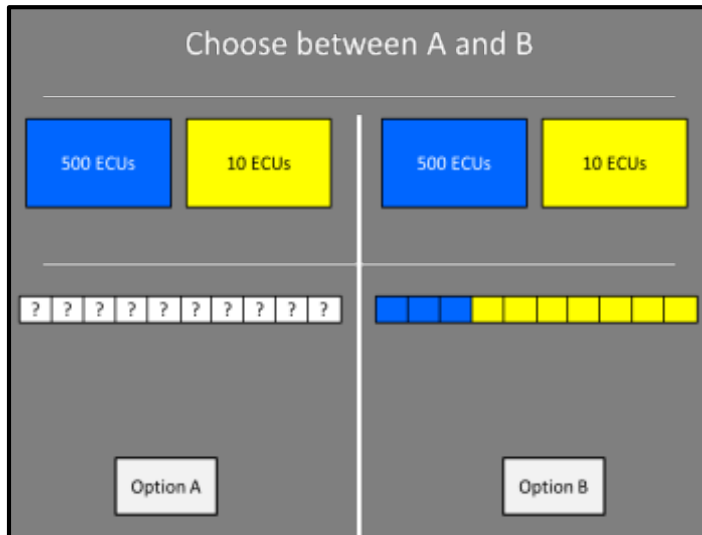 Choose between A and B
500 ECUs 10 ECUs 500 ECUs 10 ECUs
? ? ? ? ? ? ? ? ? ?
Option A Option B